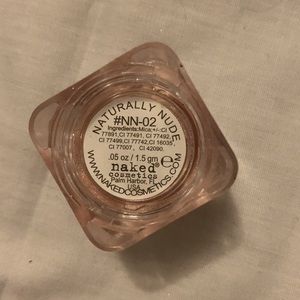 NATURALLY NUDE
#NN-02
Ingredients:Mica:+/-:CI
77891,CI 77491, CI 77492,
CI 77499,CI 77742,CI 16035,
CI 77007, CI 42090.
.05 oz / 1.5 gm
naked®
cosmetics
Palm Harbor, FL
USA
WWW.NAKEDCOSMETICS.COM